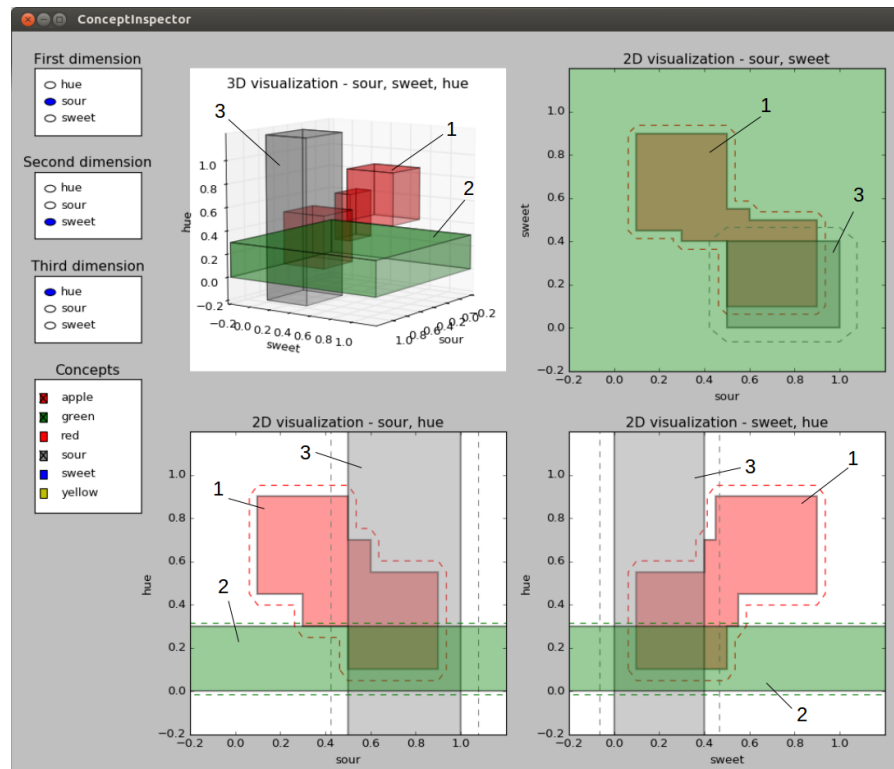 ConceptInspector
First dimension
hue
sour
sweet
Second dimension
hue
sour
sweet
Third dimension
hue
sour
sweet
Concepts
apple
green
red
sour
sweet
yellow
3D visualization - sour, sweet, hue
3
1
2
hue
1.0
0.8
0.6
0.4
0.2
0.0
−0.2
−0.2 0.0 0.2 0.4 0.6 0.8 1.0
sweet
1.0 0.8 0.6 0.4 0.2 0.0 −0.2
sour
2D visualization - sour, sweet
1
3
sweet
1.0
0.8
0.6
0.4
0.2
0.0
−0.2
−0.2 0.0 0.2 0.4 0.6 0.8 1.0
sour
2D visualization - sour, hue
3
1
2
hue
1.0
0.8
0.6
0.4
0.2
0.0
−0.2
−0.2 0.0 0.2 0.4 0.6 0.8 1.0
sour
2D visualization - sweet, hue
1
3
2
hue
1.0
0.8
0.6
0.4
0.2
0.0
−0.2
−0.2 0.0 0.2 0.4 0.6 0.8 1.0
sweet